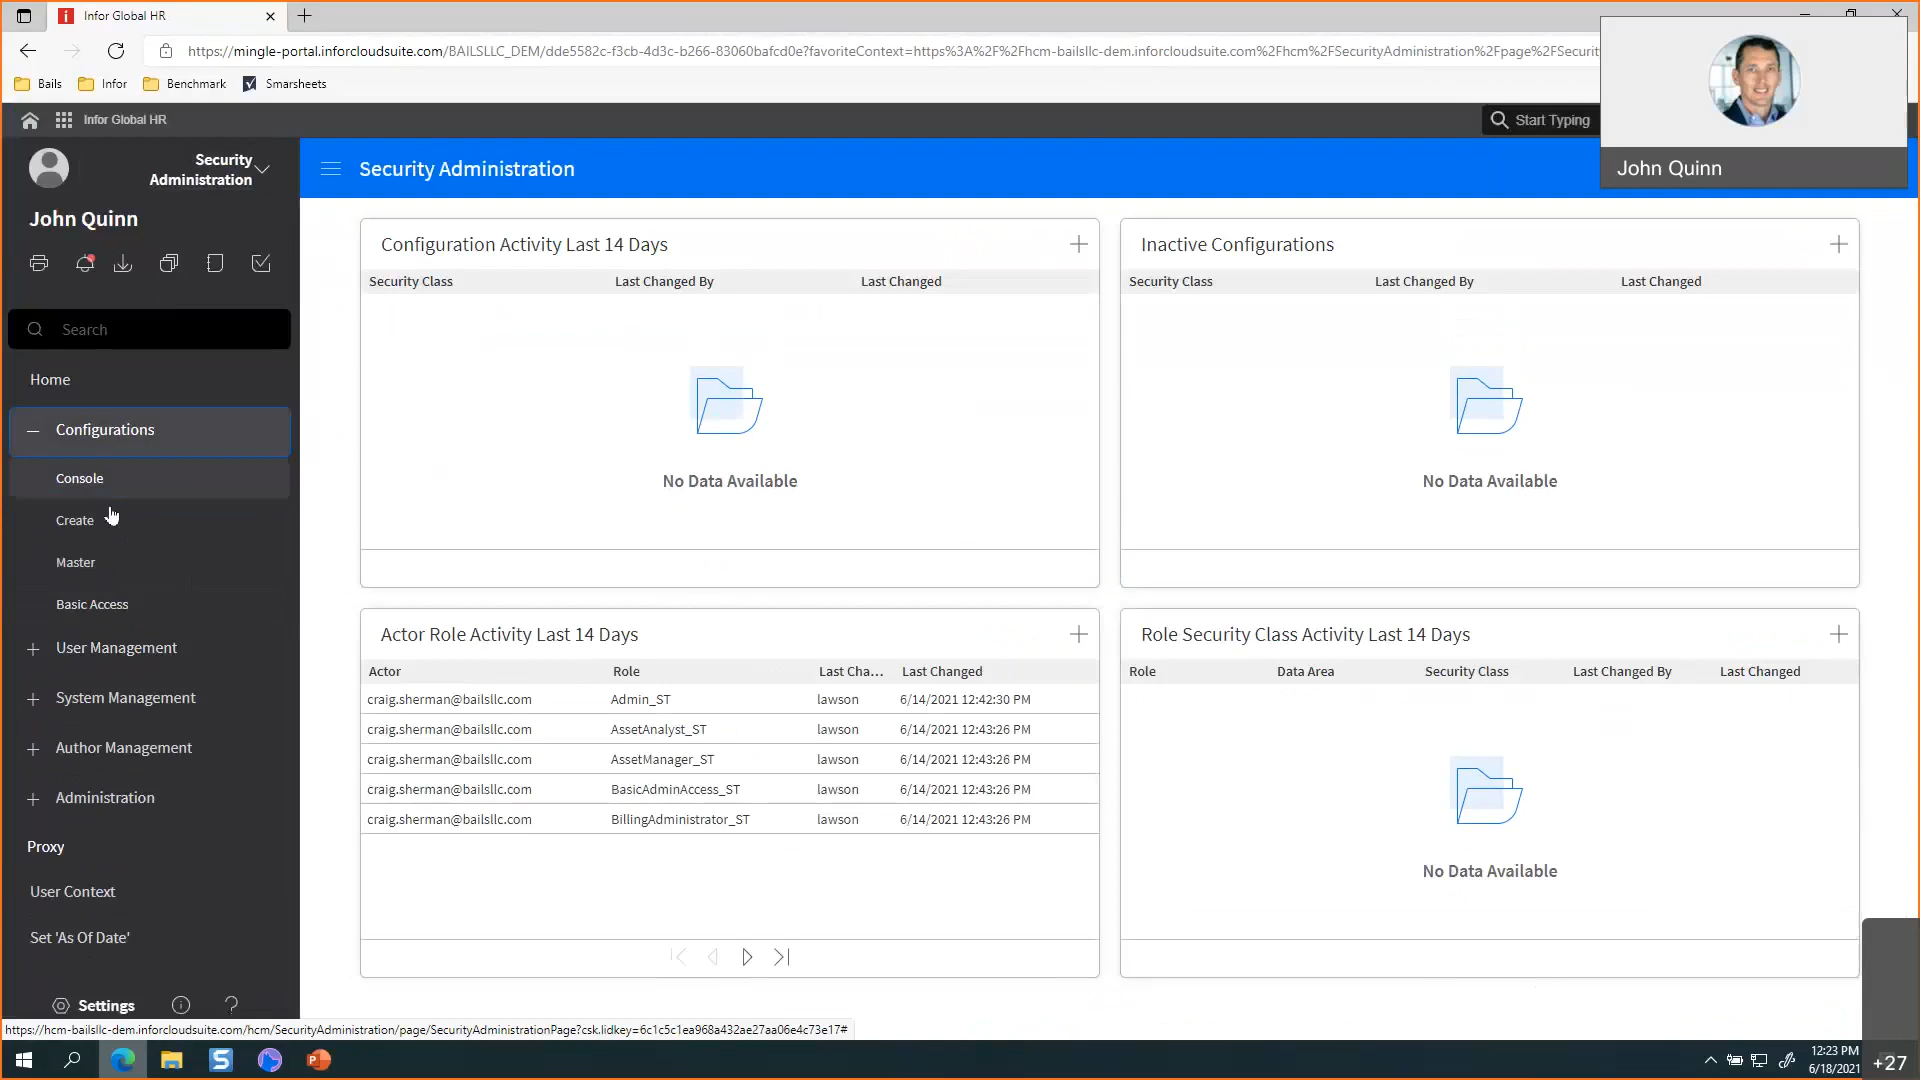 Infor Global HR
https://mingle-portal.inforcloudsuite.com/BAILSLLC_DEM/dde5582c-f3cb-4d3c-b266-83060bafcd0e?favoriteContext=https%3A%2F%2Fhcm-bailsllc-dem.inforcloudsuite.com%2Fhcm%2FSecurityAdministration%2Fpage%2FSecurit
Bails Infor Benchmark Smarsheets
Infor Global HR
Start Typing
John Quinn
Security
Administration
John Quinn
Search
Home
Configurations
Console
Create
Master
Basic Access
User Management
System Management
Author Management
Administration
Proxy
User Context
Set 'As Of Date'
Settings
Security Administration
Configuration Activity Last 14 Days
Security Class Last Changed By Last Changed
No Data Available
Inactive Configurations
Security Class Last Changed By Last Changed
No Data Available
Actor Role Activity Last 14 Days
Actor Role Last Cha... Last Changed
craig.sherman@bailsllc.com Admin_ST lawson 6/14/2021 12:42:30 PM
craig.sherman@bailsllc.com AssetAnalyst_ST lawson 6/14/2021 12:43:26 PM
craig.sherman@bailsllc.com AssetManager_ST lawson 6/14/2021 12:43:26 PM
craig.sherman@bailsllc.com BasicAdminAccess_ST lawson 6/14/2021 12:43:26 PM
craig.sherman@bailsllc.com BillingAdministrator_ST lawson 6/14/2021 12:43:26 PM
Role Security Class Activity Last 14 Days
Role Data Area Security Class Last Changed By Last Changed
No Data Available
https://hcm-bailsllc-dem.inforcloudsuite.com/hcm/SecurityAdministration/page/SecurityAdministrationPage?csk.lidkey=6c1c5c1ea968a432ae27aa06e4c73e17#
12:23 PM
6/18/2021
+27